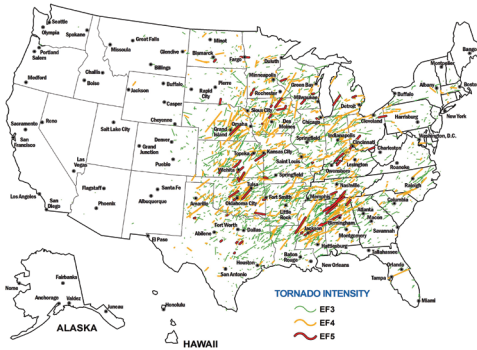 Seattle
Olympia
Spokane
Portland
Salem
Great Falls
Missoula
Glendive
Minot
Bismarck
Fargo
Duluth
Billings
Minneapolis
Medford
Challis
Boise
Buffalo
Jackson
Casper
Rapid
City
Pierre
Rochester
Green Bay
Milwaukee
Detroit
Buffalo
Albany
Montpelier
Bangor
Boston
New York
Harrisburg
Washington, D.C.
Cleveland
Sioux City
Omaha
Des
Moines
Chicago
Grand
Island
Cheyenne
Salt Lake City
Reno
Sacramento
San
Francisco
Denver
Grand
Junction
Pueblo
Topeka
Kansas City
Saint Louis
Springfield
Indianapolis
Cincinnati
Lexington
Charleston
Roanoke
Owensboro
Las
Vegas
Wichita
Springfield
Nashville
Raleigh
Los Angeles
San
Diego
Flagstaff
Phoenix
Santa Fe
Albuquerque
Amarillo
Tulsa
Oklahoma City
Fort Smith
Little
Rock
Memphis
Columbia
Atlanta
Macon
Birmingham
Montgomery
Savannah
Jackson
Hattiesburg
El Paso
Abilene
Fort Worth
Dallas
Houston
San Antonio
Baton
Rouge
New Orleans
Tallahassee
Orlando
Tampa
Miami
Nome
Fairbanks
Anchorage
Valdez
Juneau
ALASKA
Honolulu
HAWAII
TORNADO INTENSITY
EF3
EF4
EF5